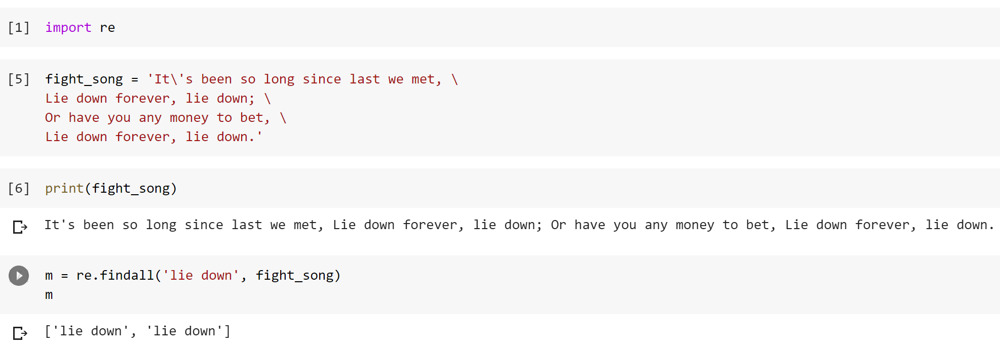 [1] import re
[5] fight_song = 'It\'s been so long since last we met, \
Lie down forever, lie down; \
Or have you any money to bet, \
Lie down forever, lie down.'
[6] print(fight_song)
It's been so long since last we met, Lie down forever, lie down; Or have you any money to bet, Lie down forever, lie down.
m = re.findall('lie down', fight_song)
m
['lie down', 'lie down']